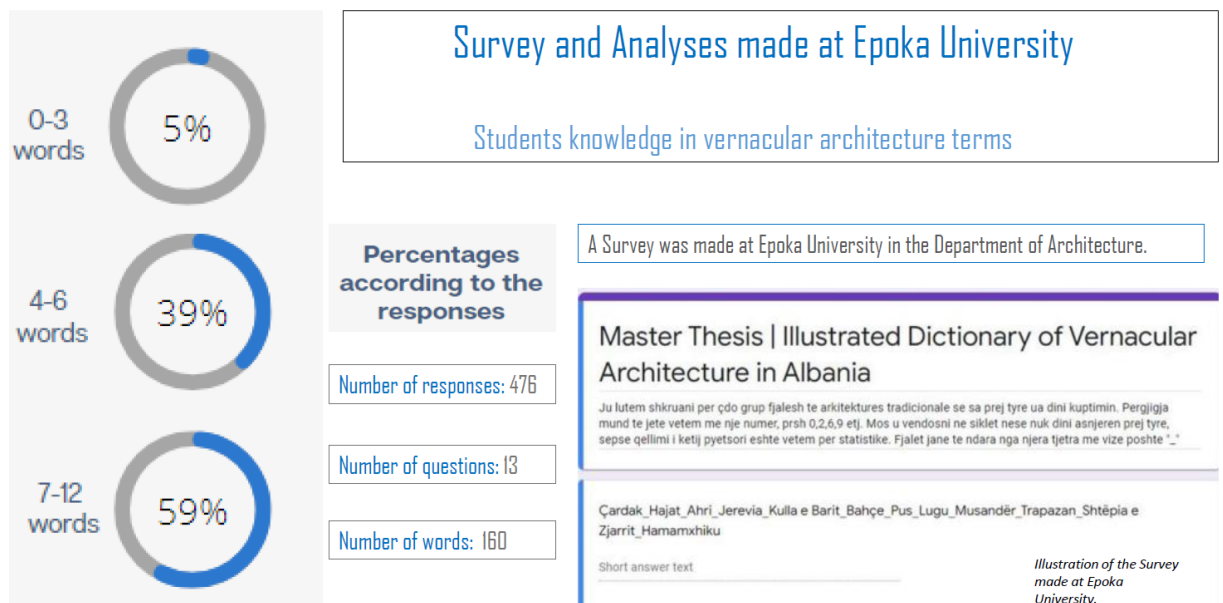 Survey and Analyses made at Epoka University
Students knowledge in vernacular architecture terms
0-3
words
5%
4-6
words
39%
7-12
words
59%
Percentages
according to the
responses
Number of responses: 476
Number of questions: 13
Number of words: 160
A Survey was made at Epoka University in the Department of Architecture.
Master Thesis | Illustrated Dictionary of Vernacular
Architecture in Albania
Ju lutem shkruani per çdo grup fjalesh te arkitektures tradicionale se sa prej tyre ua dini kuptimin. Pergjigja
mund te jete vetem me nje numer, prsh 0,2,6,9 etj. Mos u vendosni ne siklet nese nuk dini asnjeren prej tyre,
sepse qellimi i ketij pyetsori eshte vetem per statistike. Fjalet jane te ndara nga njera tjetra me vize poshte "_"
Çardak_Hajat_Ahri_Jerevia_Kulla e Barit_Bahçe_Pus_Lugu_Musandër_Trapazan_Shtëpia e
Zjarrit_Hamamxhiku
Short answer text
Illustration of the Survey
made at Epoka
University.